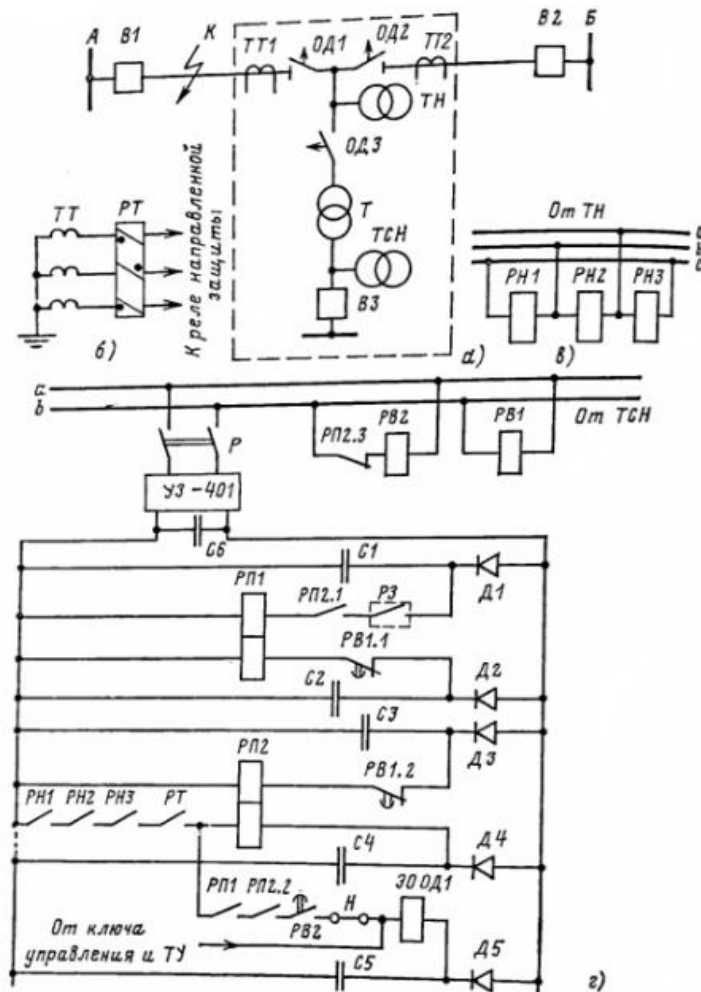 А В1 К ТТ1 ОД1 ОД2 ТТ2 В2 Б
ТН
ОД3
Т
ТСН
В3
а)
ТТ РТ
К реле направленной
защиты
б)
От ТН
РН1 РН2 РН3
в)
a
b
РП2.3 РВ2 РВ1 От ТСН
Р
УЗ-401
С6
С1
Д1
РП1 РП2.1 РЗ
РВ1.1
С2 Д2
С3 Д3
РП2 РВ1.2
РН1 РН2 РН3 РТ
С4 Д4
РП1 РП2.2 РВ2 Н ЭО ОД1
От ключа
управления и ТУ
С5 Д5
г)